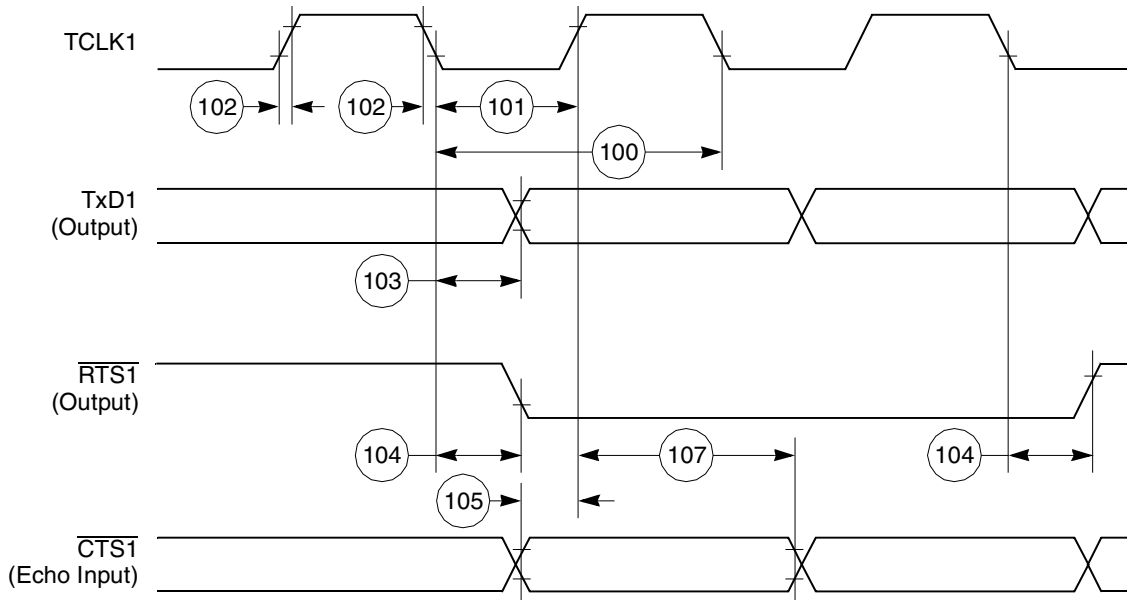 TCLK1
102
102
101
100
TxD1
(Output)
103
RTS1
(Output)
104
107
104
105
CTS1
(Echo Input)